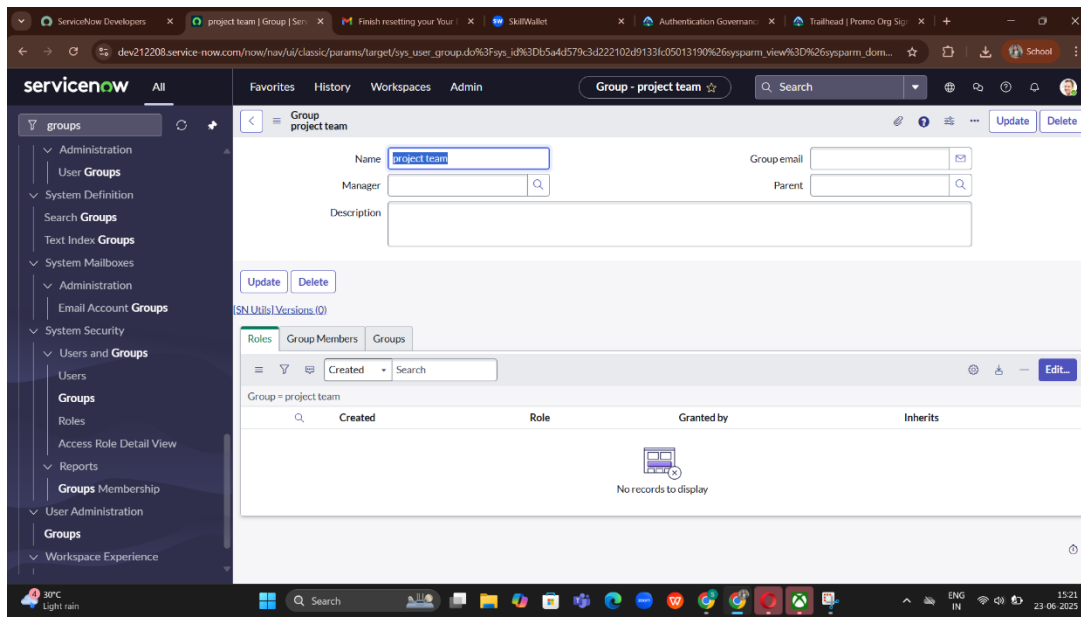 ServiceNow Developers
project team | Group | Serv
Finish resetting your Your
SkillWallet
Authentication Governanc
Trailhead | Promo Org Sig
dev212208.service-now.com/now/nav/ui/classic/params/target/sys_user_group.do%3Fsys_id%3Db5a4d579c3d222102d9133fc05013190%26sysparm_view%3D%26sysparm_dom...
School
servicenow
All
Favorites History Workspaces Admin
Group - project team
Search
groups
Administration
User Groups
System Definition
Search Groups
Text Index Groups
System Mailboxes
Administration
Email Account Groups
System Security
Users and Groups
Users
Groups
Roles
Access Role Detail View
Reports
Groups Membership
User Administration
Groups
Workspace Experience
Group
project team
Update Delete
Name project team
Group email
Manager
Parent
Description
Update Delete
[SN Utils] Versions (0)
Roles Group Members Groups
Created Search
Edit...
Group = project team
Created Role Granted by Inherits
No records to display
4
30°C
Light rain
Search
ENG
IN
15:21
23-06-2025